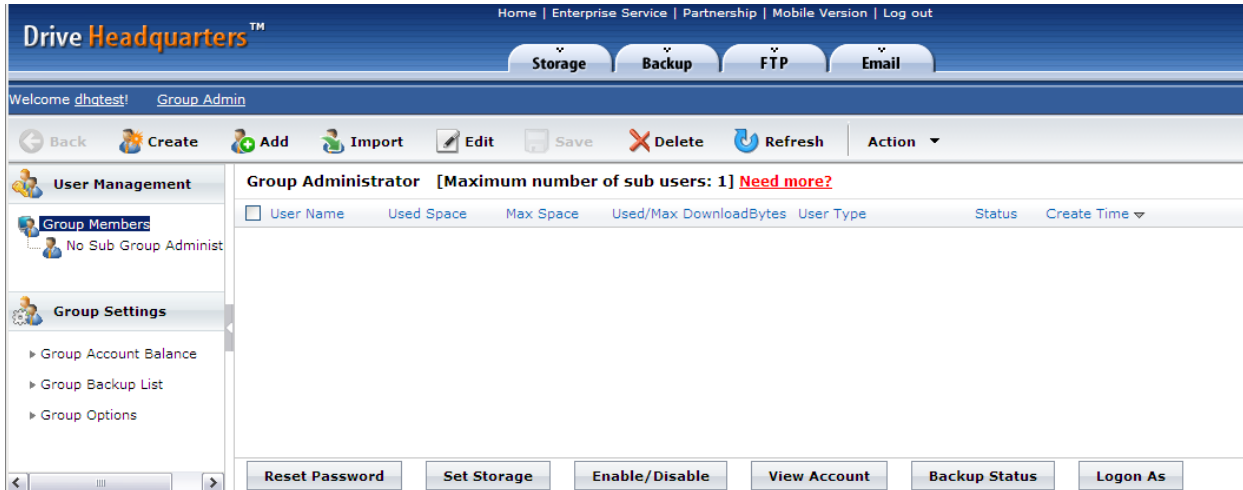 Home | Enterprise Service | Partnership | Mobile Version | Log out
Drive Headquarters™
Storage Backup FTP Email
Welcome dhqtest! Group Admin
Back Create Add Import Edit Save Delete Refresh Action
User Management
Group Administrator [Maximum number of sub users: 1] Need more?
User Name Used Space Max Space Used/Max DownloadBytes User Type Status Create Time
Group Members
No Sub Group Administ
Group Settings
Group Account Balance
Group Backup List
Group Options
Reset Password Set Storage Enable/Disable View Account Backup Status Logon As